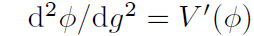 d²ϕ/dg² = V′(ϕ)